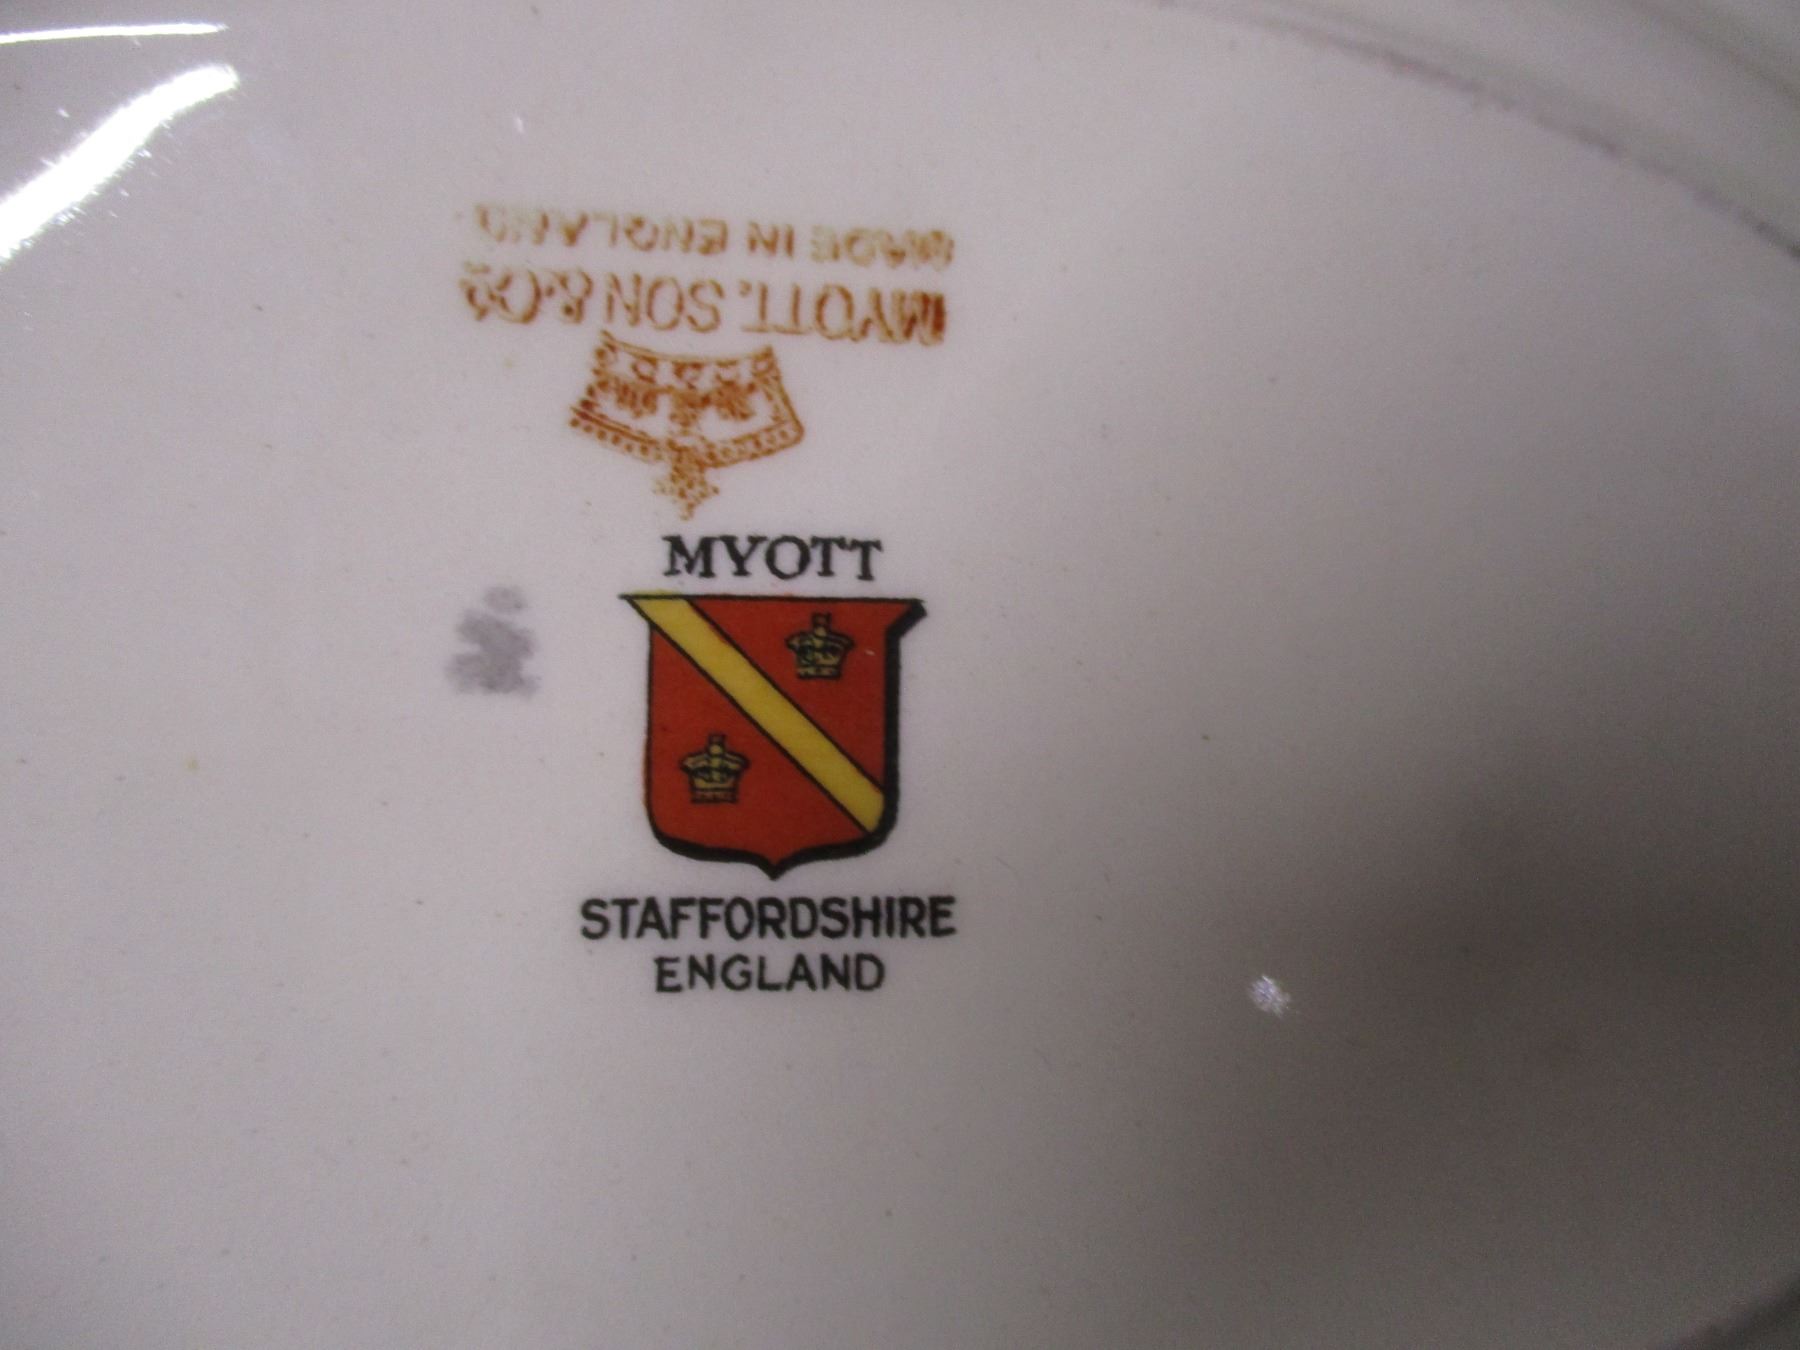 MYOTT, SON & Co.
MADE IN ENGLAND
MYOTT
STAFFORDSHIRE
ENGLAND